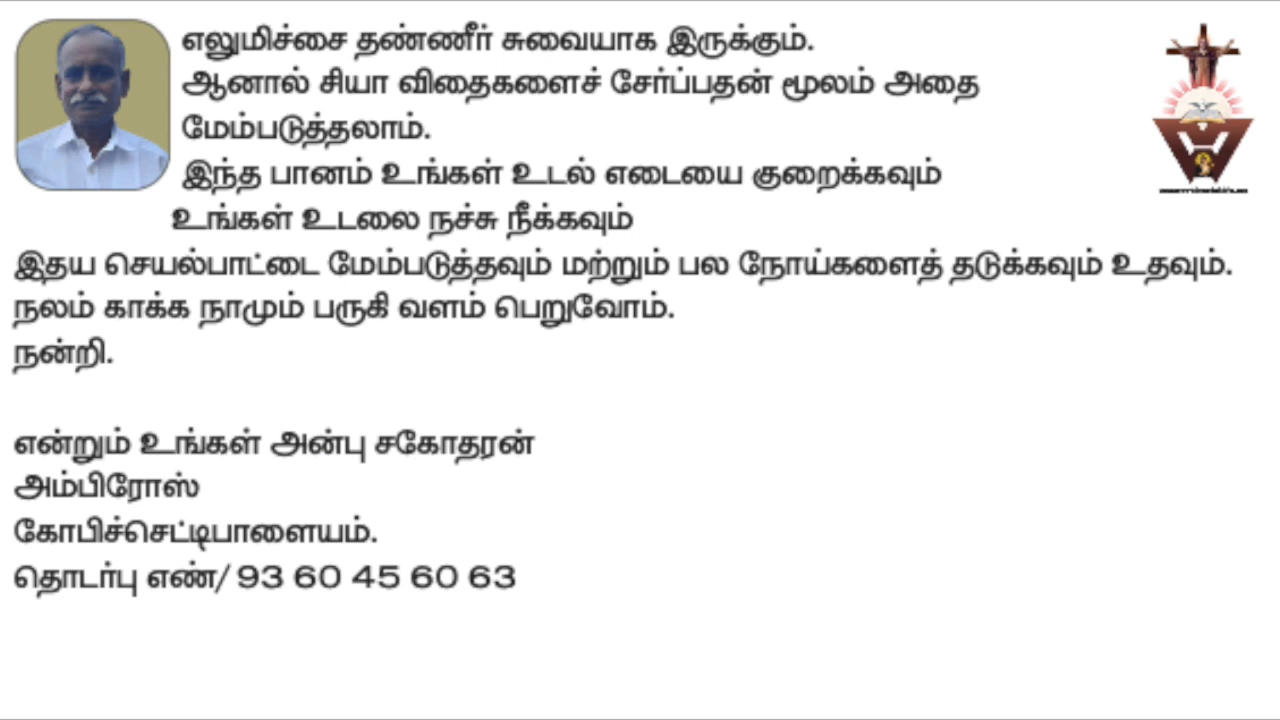 எலுமிச்சை தண்ணீர் சுவையாக இருக்கும்.
ஆனால் சியா விதைகளைச் சேர்ப்பதன் மூலம் அதை
மேம்படுத்தலாம்.
இந்த பானம் உங்கள் உடல் எடையை குறைக்கவும்
உங்கள் உடலை நச்சு நீக்கவும்
இதய செயல்பாட்டை மேம்படுத்தவும் மற்றும் பல நோய்களைத் தடுக்கவும் உதவும்.
நலம் காக்க நாமும் பருகி வளம் பெறுவோம்.
நன்றி.
என்றும் உங்கள் அன்பு சகோதரன்
அம்பிரோஸ்
கோபிச்செட்டிபாளையம்.
தொடர்பு எண்/ 93 60 45 60 63